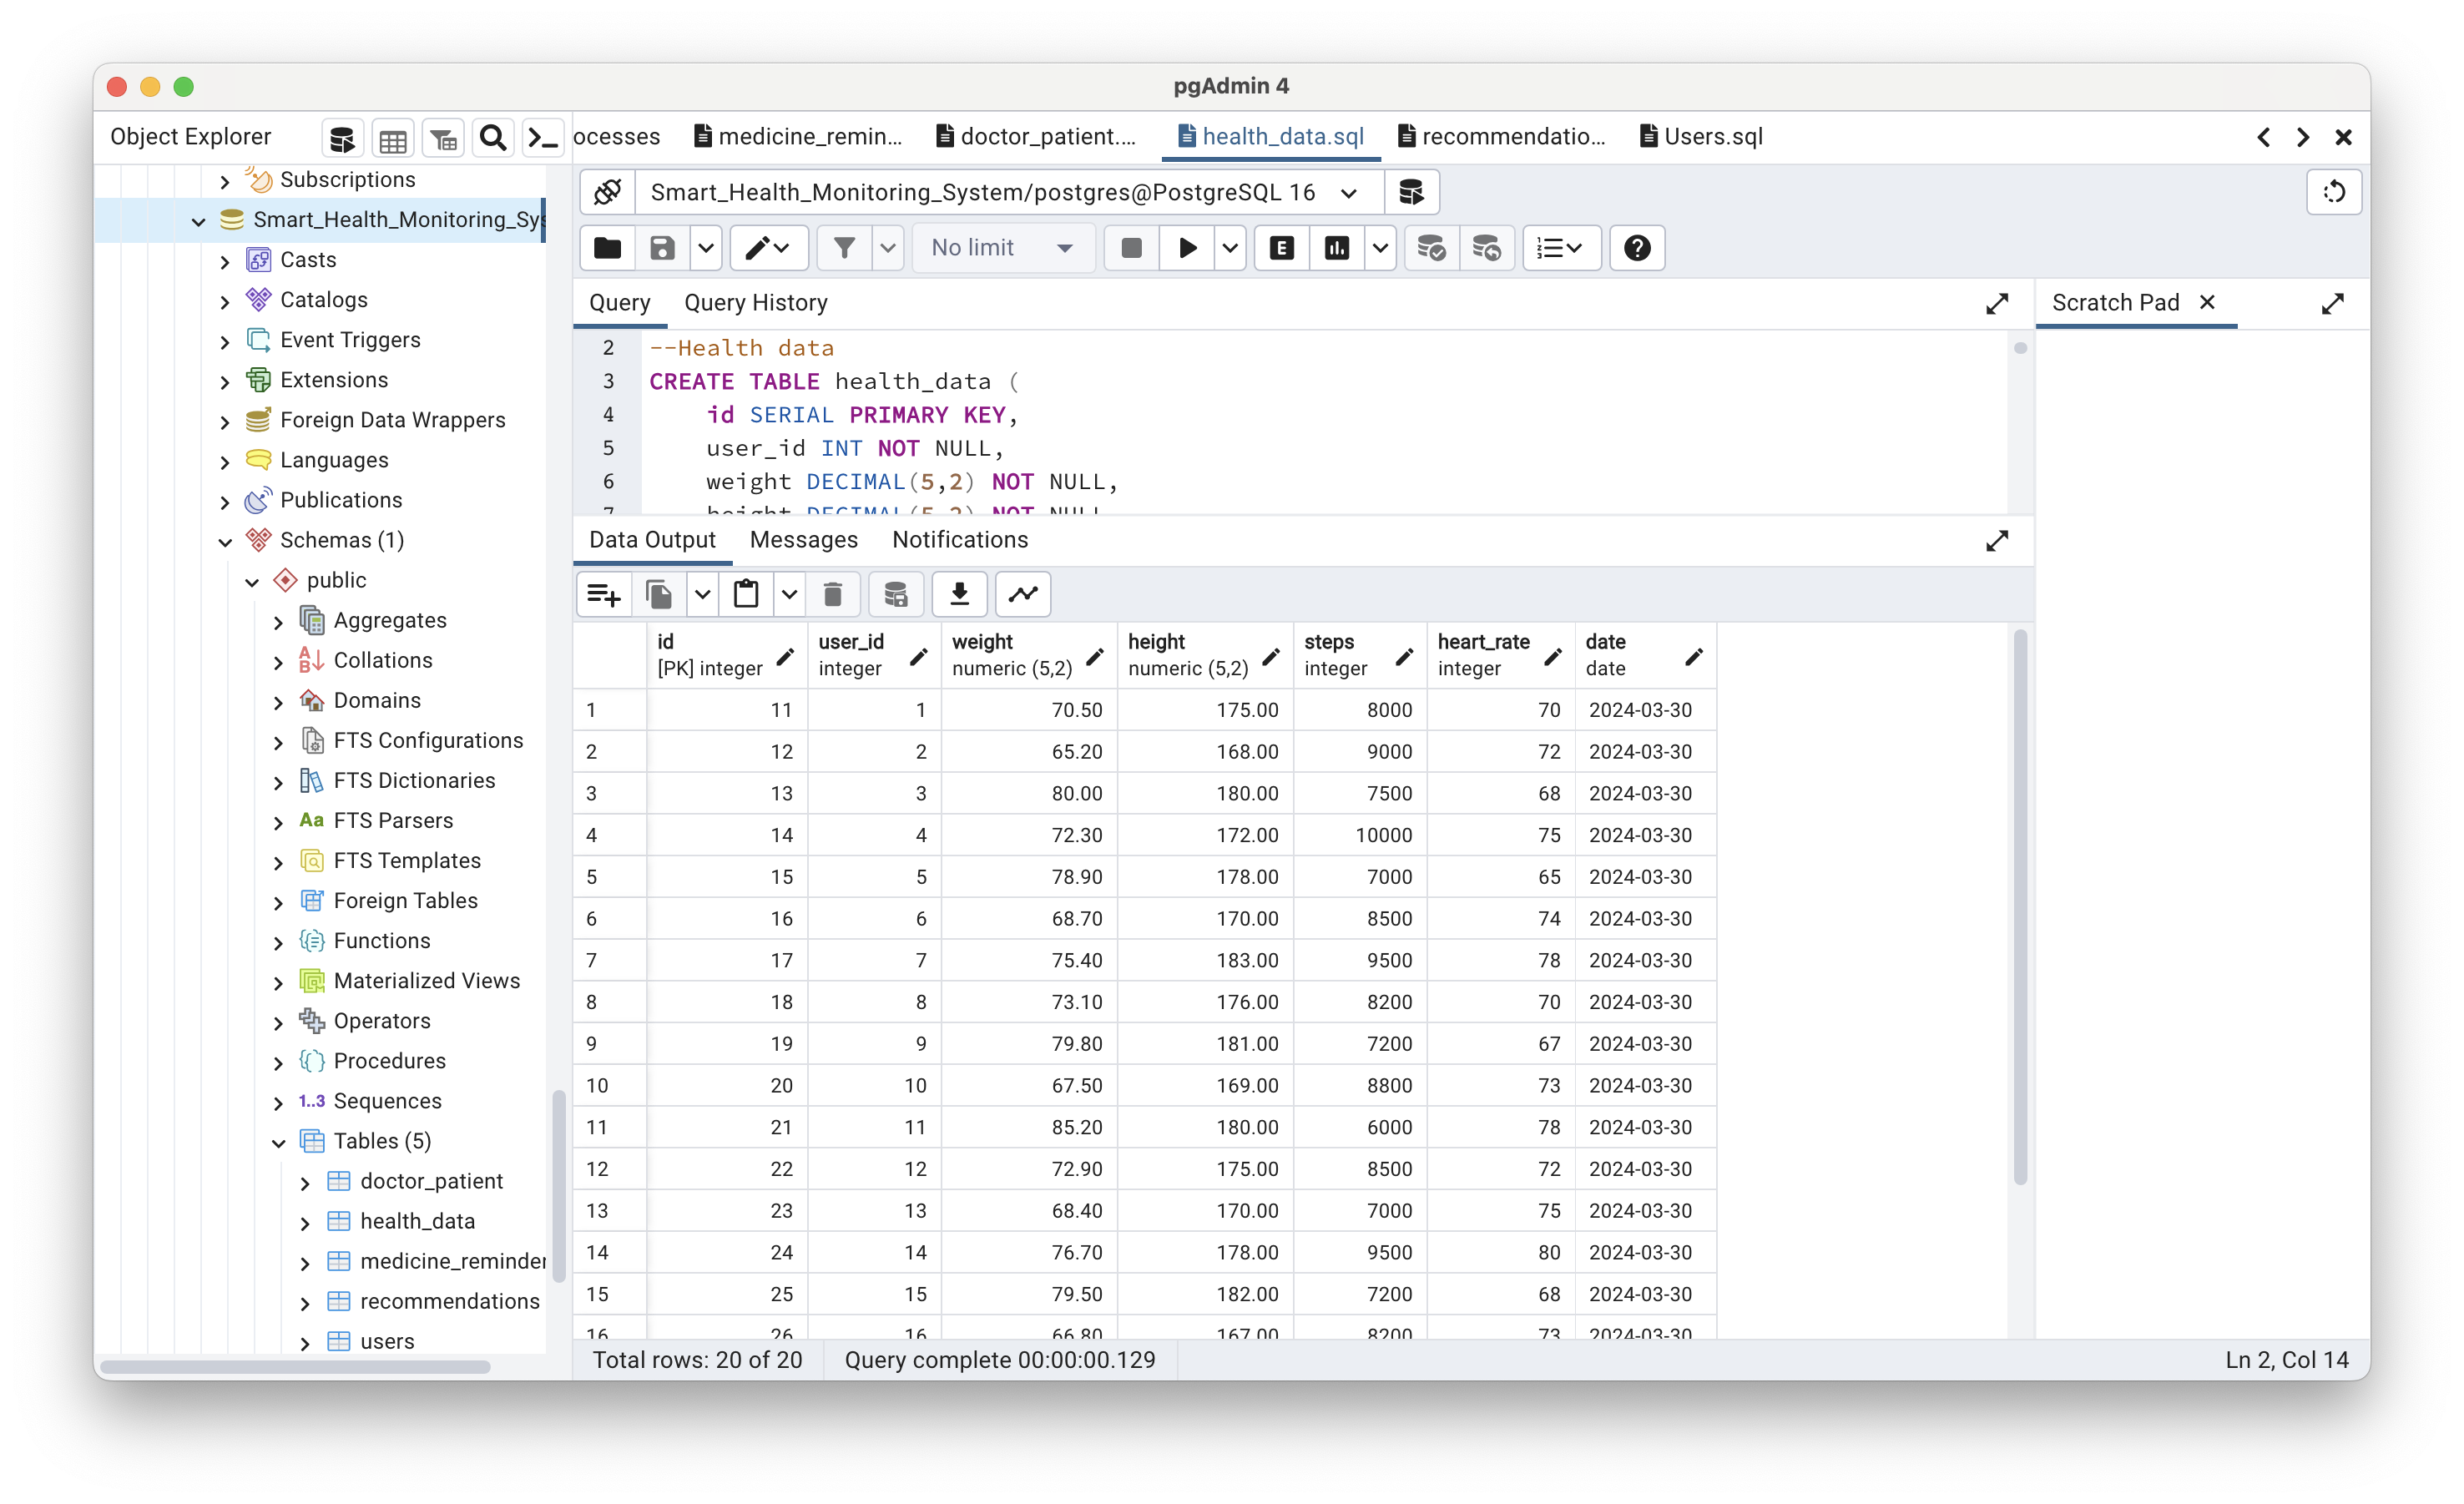 pgAdmin 4
Object Explorer
ocesses
medicine_remin...
doctor_patient....
health_data.sql
recommendatio...
Users.sql
Subscriptions
Smart_Health_Monitoring_Sys
Casts
Catalogs
Event Triggers
Extensions
Foreign Data Wrappers
Languages
Publications
Schemas (1)
public
Aggregates
Collations
Domains
FTS Configurations
FTS Dictionaries
Aa FTS Parsers
FTS Templates
Foreign Tables
Functions
Materialized Views
Operators
Procedures
1..3 Sequences
Tables (5)
doctor_patient
health_data
medicine_reminder
recommendations
users
Smart_Health_Monitoring_System/postgres@PostgreSQL 16
No limit
E
Query Query History
Scratch Pad
2 --Health data
3 CREATE TABLE health_data (
4 id SERIAL PRIMARY KEY,
5 user_id INT NOT NULL,
6 weight DECIMAL(5,2) NOT NULL,
7 height DECIMAL(5,2) NOT NULL
Data Output Messages Notifications
id user_id weight height steps heart_rate date
[PK] integer integer numeric (5,2) numeric (5,2) integer integer date
1 11 1 70.50 175.00 8000 70 2024-03-30
2 12 2 65.20 168.00 9000 72 2024-03-30
3 13 3 80.00 180.00 7500 68 2024-03-30
4 14 4 72.30 172.00 10000 75 2024-03-30
5 15 5 78.90 178.00 7000 65 2024-03-30
6 16 6 68.70 170.00 8500 74 2024-03-30
7 17 7 75.40 183.00 9500 78 2024-03-30
8 18 8 73.10 176.00 8200 70 2024-03-30
9 19 9 79.80 181.00 7200 67 2024-03-30
10 20 10 67.50 169.00 8800 73 2024-03-30
11 21 11 85.20 180.00 6000 78 2024-03-30
12 22 12 72.90 175.00 8500 72 2024-03-30
13 23 13 68.40 170.00 7000 75 2024-03-30
14 24 14 76.70 178.00 9500 80 2024-03-30
15 25 15 79.50 182.00 7200 68 2024-03-30
16 26 16 66.80 167.00 8200 73 2024-03-30
Total rows: 20 of 20 Query complete 00:00:00.129 Ln 2, Col 14